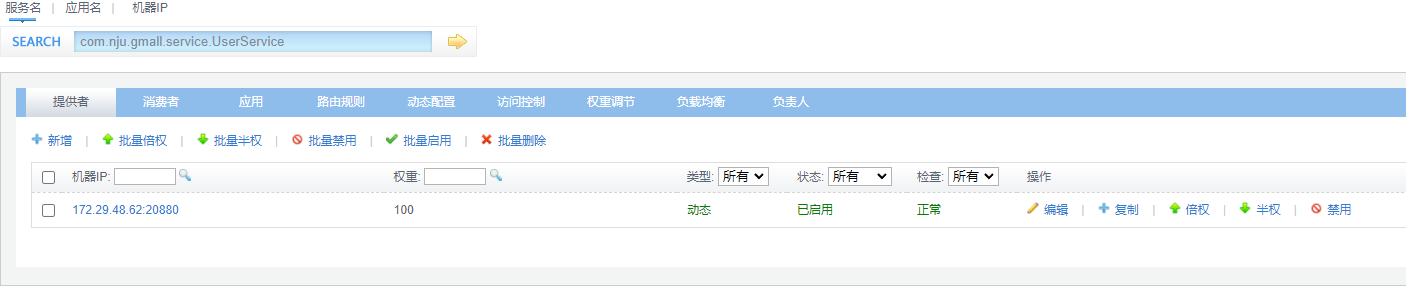 服务名 | 应用名 | 机器IP
SEARCH com.nju.gmall.service.UserService
提供者 消费者 应用 路由规则 动态配置 访问控制 权重调节 负载均衡 负责人
新增 | 批量倍权 | 批量半权 | 批量禁用 | 批量启用 | 批量删除
机器IP: 权重: 类型: 所有 状态: 所有 检查: 所有 操作
172.29.48.62:20880 100 动态 已启用 正常 编辑 | 复制 | 倍权 | 半权 | 禁用